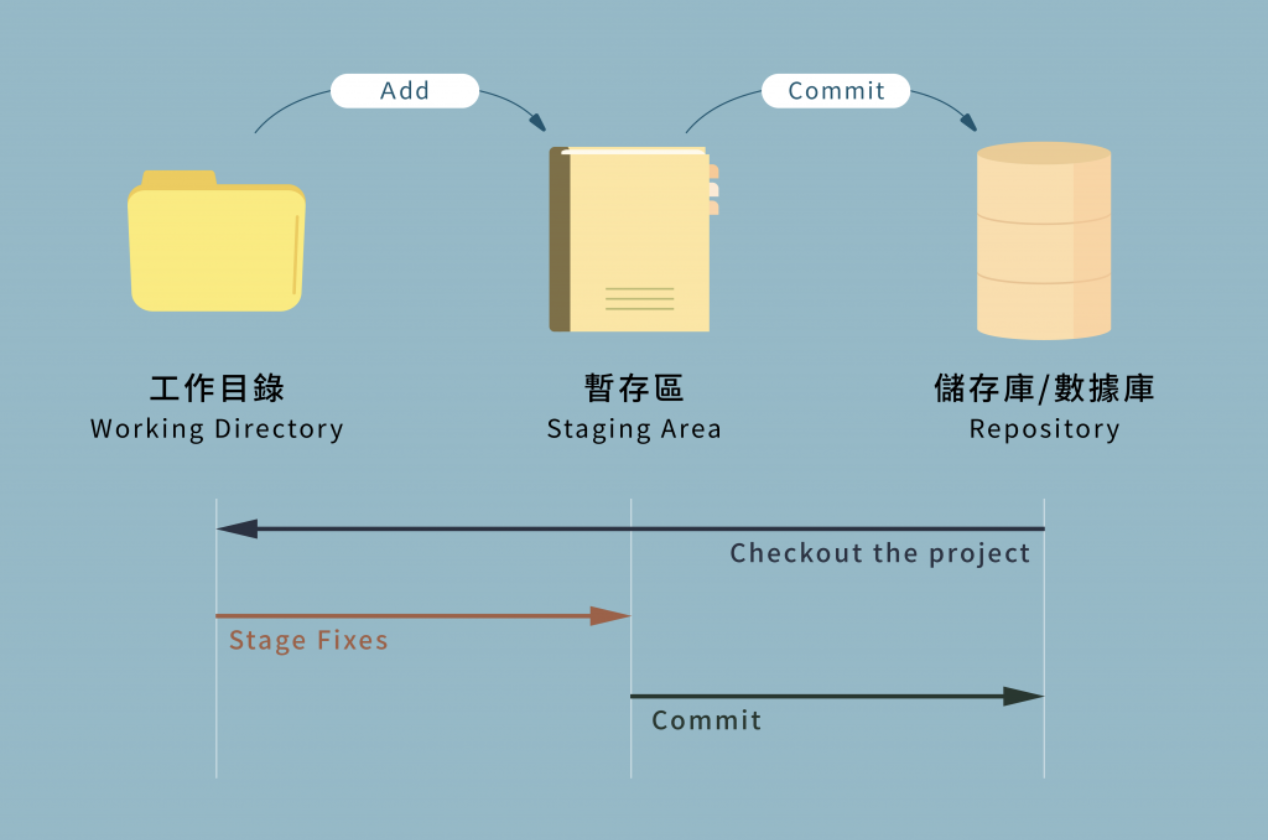 Add
Commit
工作目錄
Working Directory
暫存區
Staging Area
儲存庫/數據庫
Repository
Checkout the project
Stage Fixes
Commit